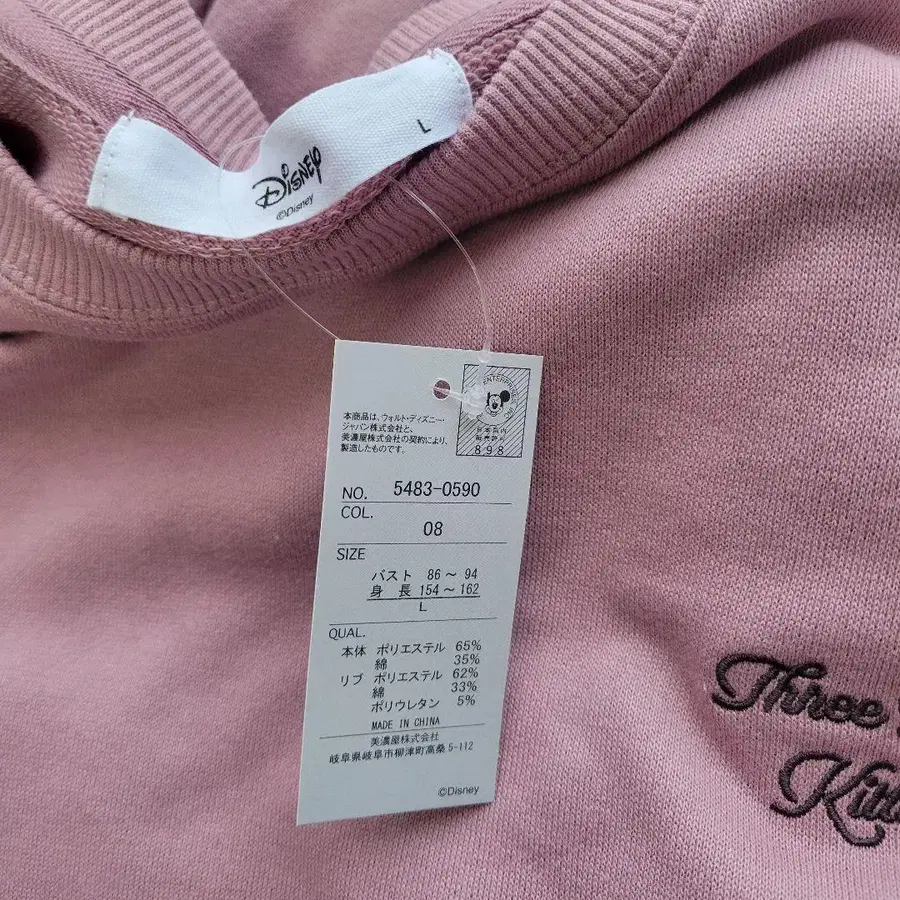 L
Disney
©Disney
本商品は、ウォルト・ディズニー・
ジャパン株式会社と、
美濃屋株式会社の契約により、
製造したものです。
ENTERPRISES
日本国内
898
NO. 5483-0590
COL.
08
SIZE
バスト 86～94
身長 154～162
L
QUAL.
本体 ポリエステル 65%
綿 35%
リブ ポリエステル 62%
綿 33%
ポリウレタン 5%
MADE IN CHINA
美濃屋株式会社
岐阜県岐阜市柳津町高桑5-112
©Disney
Three